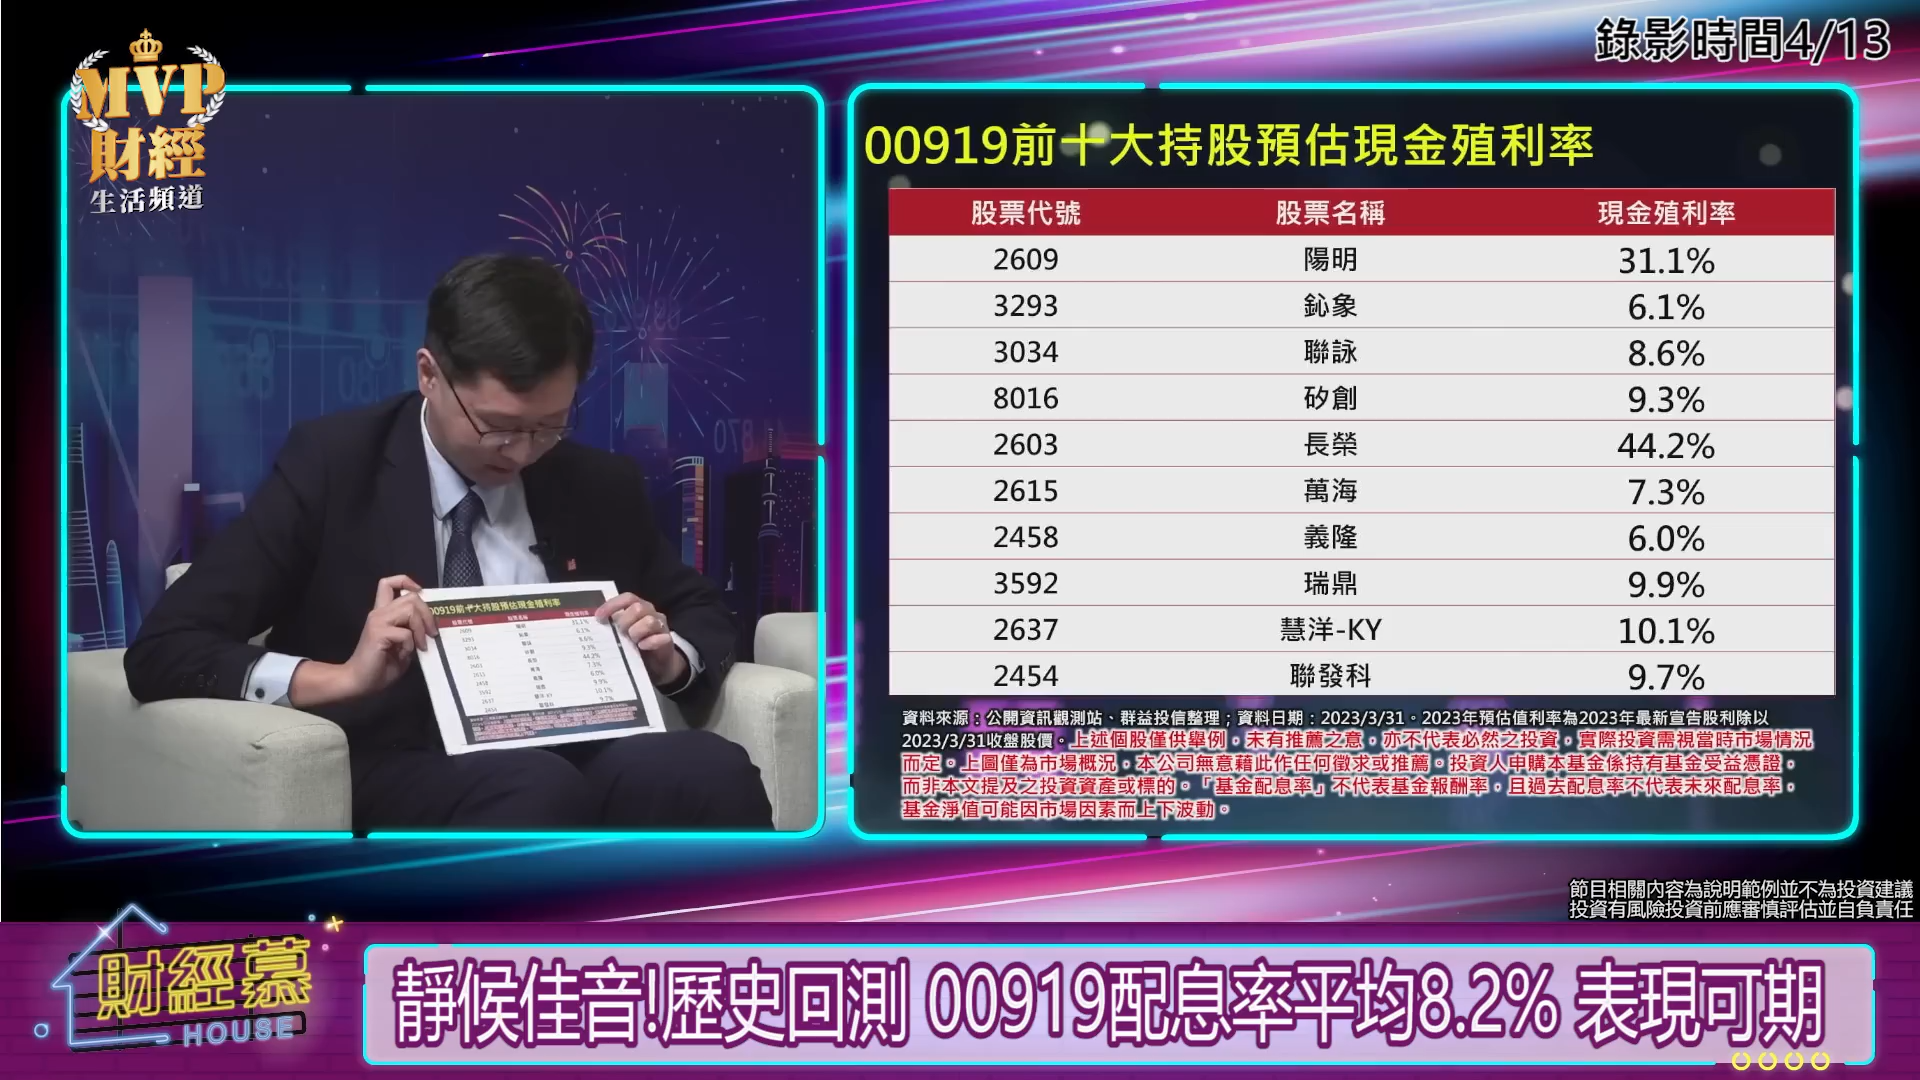 錄影時間4/13
MVP
財經
生活頻道
00919前十大持股預估現金殖利率
股票代號 股票名稱 現金殖利率
2609 陽明 31.1%
3293 鈊象 6.1%
3034 聯詠 8.6%
8016 矽創 9.3%
2603 長榮 44.2%
2615 萬海 7.3%
2458 義隆 6.0%
3592 瑞鼎 9.9%
2637 慧洋-KY 10.1%
2454 聯發科 9.7%
資料來源：公開資訊觀測站、群益投信整理；資料日期：2023/3/31。2023年預估值利率為2023年最新宣告股利除以
2023/3/31收盤股價。上述個股僅供舉例，未有推薦之意，亦不代表必然之投資，實際投資需視當時市場情況
而定。上圖僅為市場概況，本公司無意藉此作任何徵求或推薦。投資人申購本基金係持有基金受益憑證，
而非本文提及之投資資產或標的。「基金配息率」不代表基金報酬率，且過去配息率不代表未來配息率，
基金淨值可能因市場因素而上下波動。
00919前十大持股預估現金殖利率
節目相關內容為說明範例並不為投資建議
投資有風險投資前應審慎評估並自負責任
財經慕
HOUSE
靜候佳音!歷史回測 00919配息率平均8.2% 表現可期